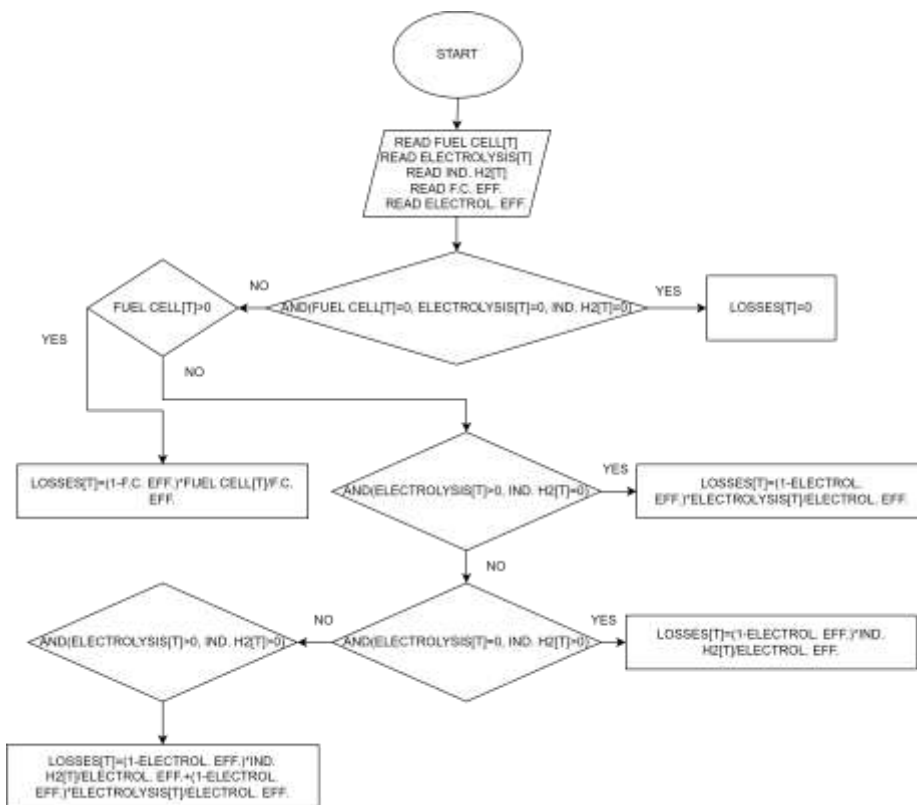 START
READ FUEL CELL[T]
READ ELECTROLYSIS[T]
READ IND. H2[T]
READ F.C. EFF.
READ ELECTROL. EFF.
NO
FUEL CELL[T]>0
AND(FUEL CELL[T]=0, ELECTROLYSIS[T]=0, IND. H2[T]=0)
YES
LOSSES[T]=0
YES
NO
LOSSES[T]=(1-F.C. EFF.)*FUEL CELL[T]/F.C.
EFF.
AND(ELECTROLYSIS[T]>0, IND. H2[T]=0)
YES
LOSSES[T]=(1-ELECTROL.
EFF.)*ELECTROLYSIS[T]/ELECTROL. EFF.
NO
AND(ELECTROLYSIS[T]>0, IND. H2[T]>0)
NO
AND(ELECTROLYSIS[T]=0, IND. H2[T]>0)
YES
LOSSES[T]=(1-ELECTROL. EFF.)*IND.
H2[T]/ELECTROL. EFF.
LOSSES[T]=(1-ELECTROL. EFF.)*IND.
H2[T]/ELECTROL. EFF.+(1-ELECTROL.
EFF.)*ELECTROLYSIS[T]/ELECTROL. EFF.